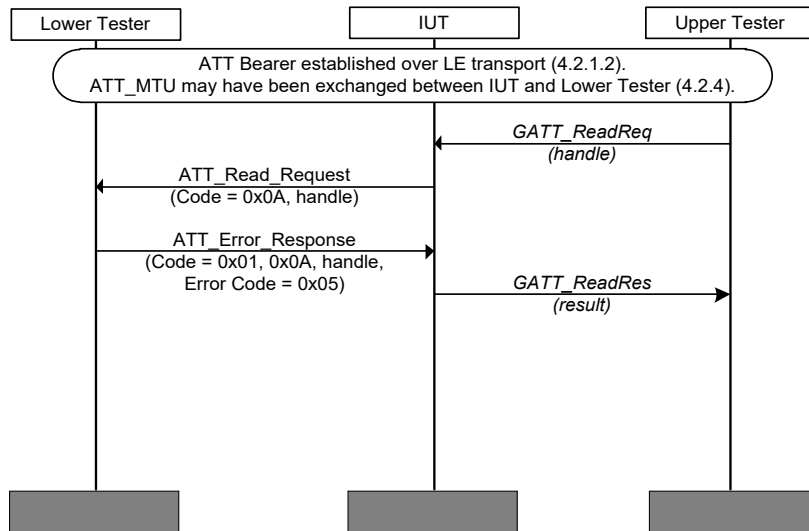 Lower Tester
IUT
Upper Tester
ATT Bearer established over LE transport (4.2.1.2).
ATT_MTU may have been exchanged between IUT and Lower Tester (4.2.4).
GATT_ReadReq
(handle)
ATT_Read_Request
(Code = 0x0A, handle)
ATT_Error_Response
(Code = 0x01, 0x0A, handle,
Error Code = 0x05)
GATT_ReadRes
(result)